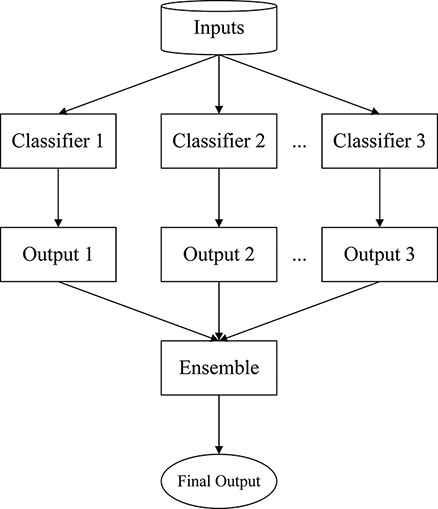 Inputs
Classifier 1
Classifier 2
...
Classifier 3
Output 1
Output 2
...
Output 3
Ensemble
Final Output